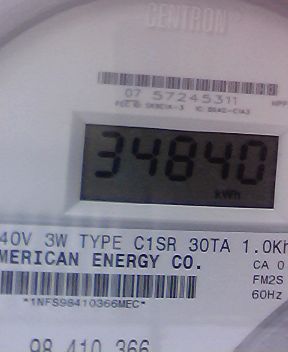 CENTRON
07 57245311
34840
kWh
40V 3W TYPE C1SR 30TA 1.0Kh
MERICAN ENERGY CO.
CA 0
FM2S
60Hz
*1NFS98410366MEC*
98 410 366